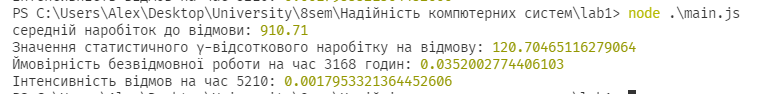 PS C:\Users\Alex\Desktop\University\8sem\Надійність компютерних систем\lab1> node .\main.js
середній наробіток до відмови: 910.71
Значення статистичного γ-відсоткового наробітку на відмову: 120.70465116279064
Ймовірність безвідмовної роботи на час 3168 годин: 0.0352002774406103
Інтенсивність відмов на час 5210: 0.0017953321364452606